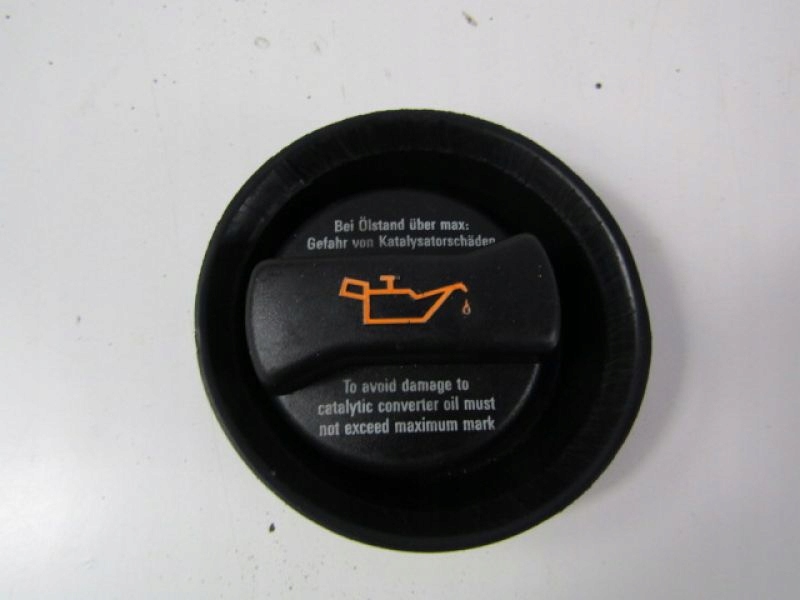 Bei Ölstand über max:
Gefahr von Katalysatorschäden
To avoid damage to
catalytic converter oil must
not exceed maximum mark